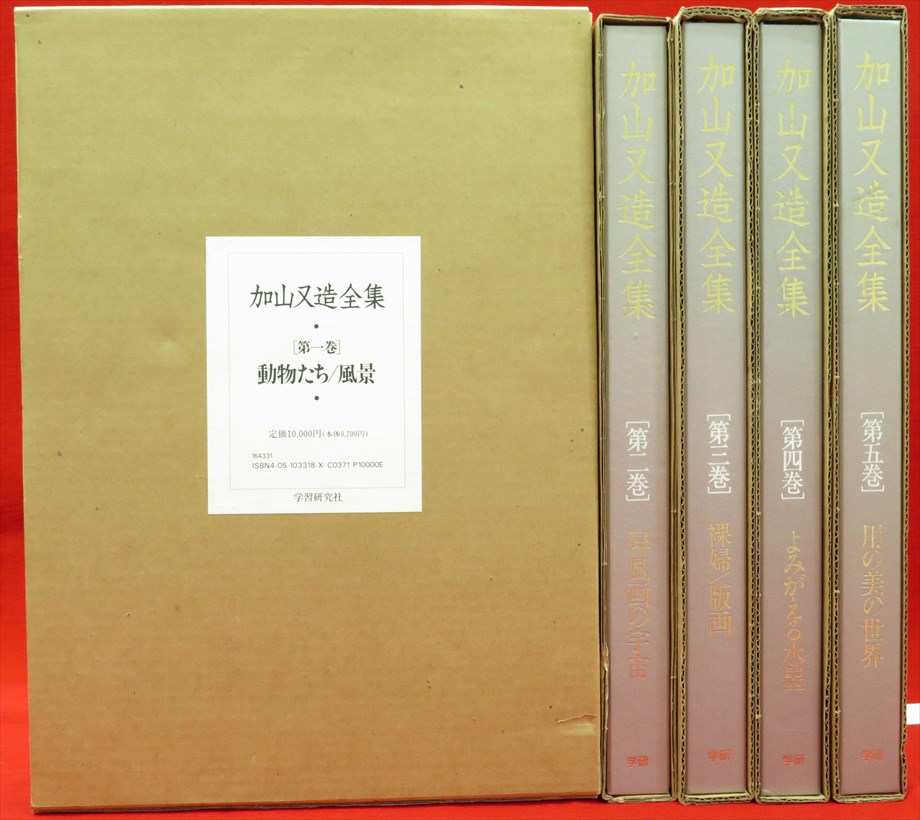 加山又造全集
[第一巻]
動物たち/風景
定価10,000円(本体9,709円)
164331
ISBN4-05-103318-X C0371 P10000E
学習研究社
加山又造全集
[第二巻]
屏風画の宇宙
学研
加山又造全集
[第三巻]
裸婦/版画
学研
加山又造全集
[第四巻]
よみがえる水墨
学研
加山又造全集
[第五巻]
用の美の世界
学研